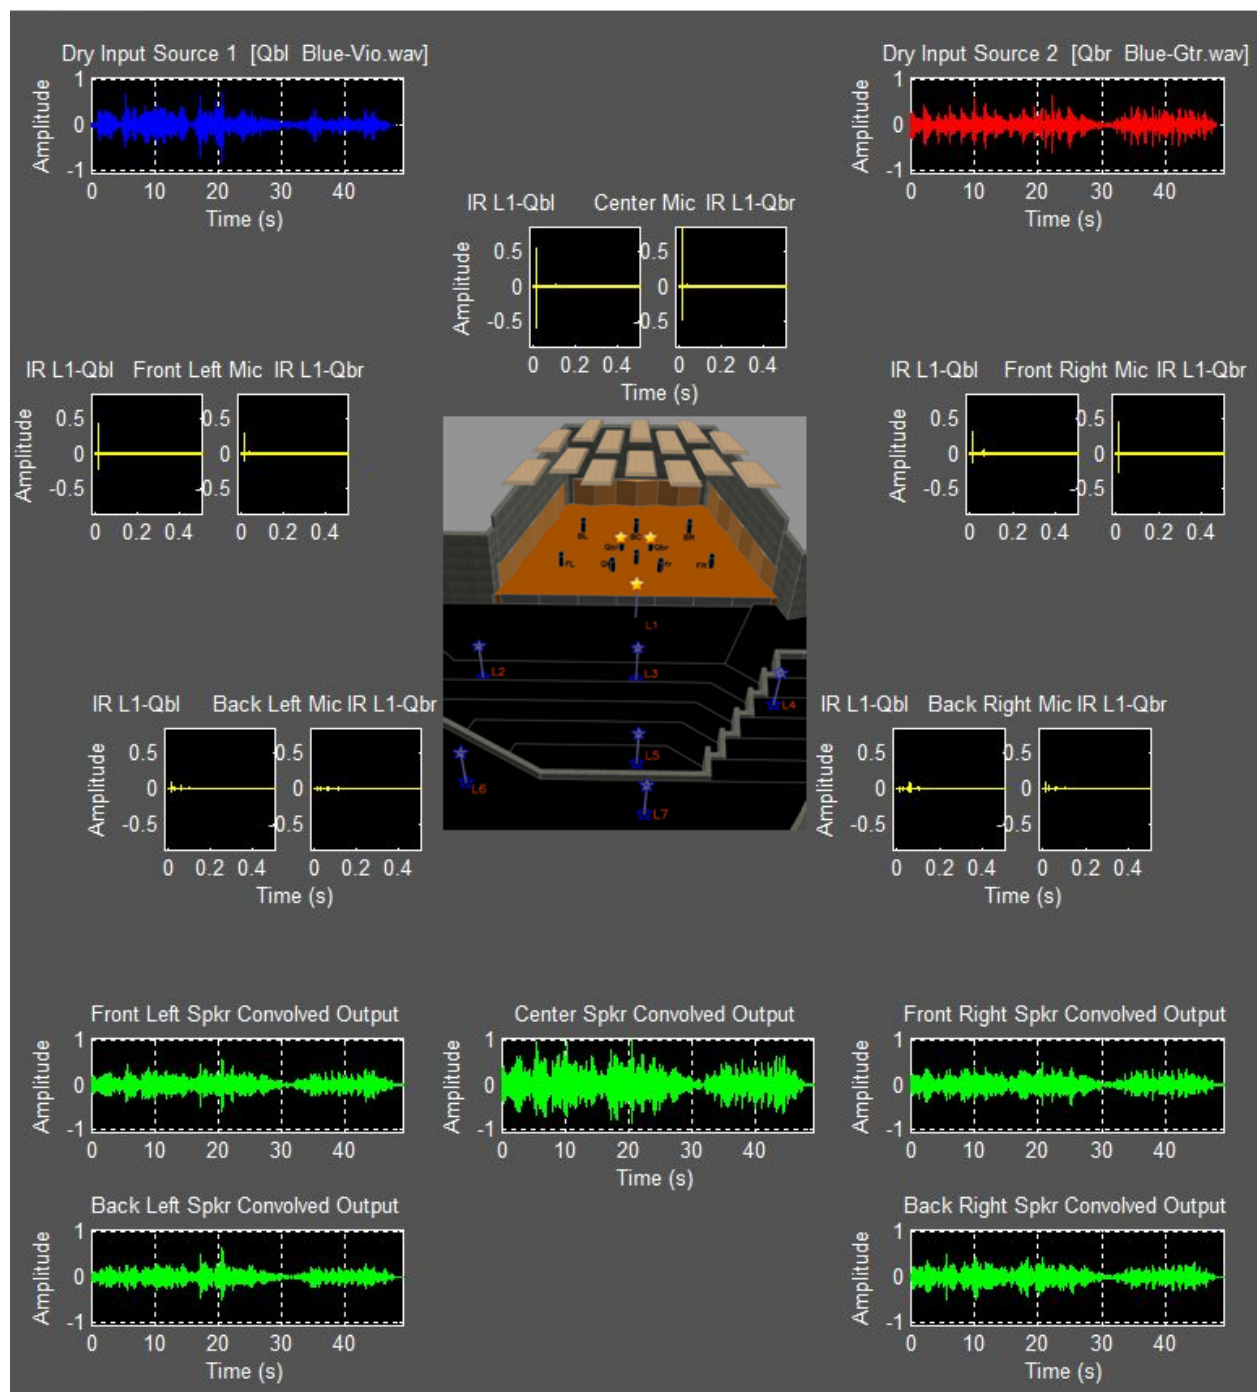 Dry Input Source 1 [Qbl Blue-Vio.wav]
Amplitude
1
0
-1
0 10 20 30 40
Time (s)
Dry Input Source 2 [Qbr Blue-Gtr.wav]
Amplitude
1
0
-1
0 10 20 30 40
Time (s)
IR L1-Qbl Center Mic IR L1-Qbr
Amplitude
0.5 0.5
0 0
-0.5 -0.5
0 0.2 0.4 0 0.2 0.4
Time (s)
IR L1-Qbl Front Left Mic IR L1-Qbr
Amplitude
0.5 0.5
0 0
-0.5 -0.5
0 0.2 0.4 0 0.2 0.4
IR L1-Qbl Front Right Mic IR L1-Qbr
Amplitude
0.5 0.5
0 0
-0.5 -0.5
0 0.2 0.4 0 0.2 0.4
BL BC BR
Qbl Qbr
FL fr FR
L1
L2 L3 L4
L5
L6 L7
IR L1-Qbl Back Left Mic IR L1-Qbr
Amplitude
0.5 0.5
0 0
-0.5 -0.5
0 0.2 0.4 0 0.2 0.4
Time (s)
IR L1-Qbl Back Right Mic IR L1-Qbr
Amplitude
0.5 0.5
0 0
-0.5 -0.5
0 0.2 0.4 0 0.2 0.4
Time (s)
Front Left Spkr Convolved Output
Amplitude
1
0
-1
0 10 20 30 40
Center Spkr Convolved Output
Amplitude
1
0
-1
0 10 20 30 40
Time (s)
Front Right Spkr Convolved Output
Amplitude
1
0
-1
0 10 20 30 40
Back Left Spkr Convolved Output
Amplitude
1
0
-1
0 10 20 30 40
Time (s)
Back Right Spkr Convolved Output
Amplitude
1
0
-1
0 10 20 30 40
Time (s)